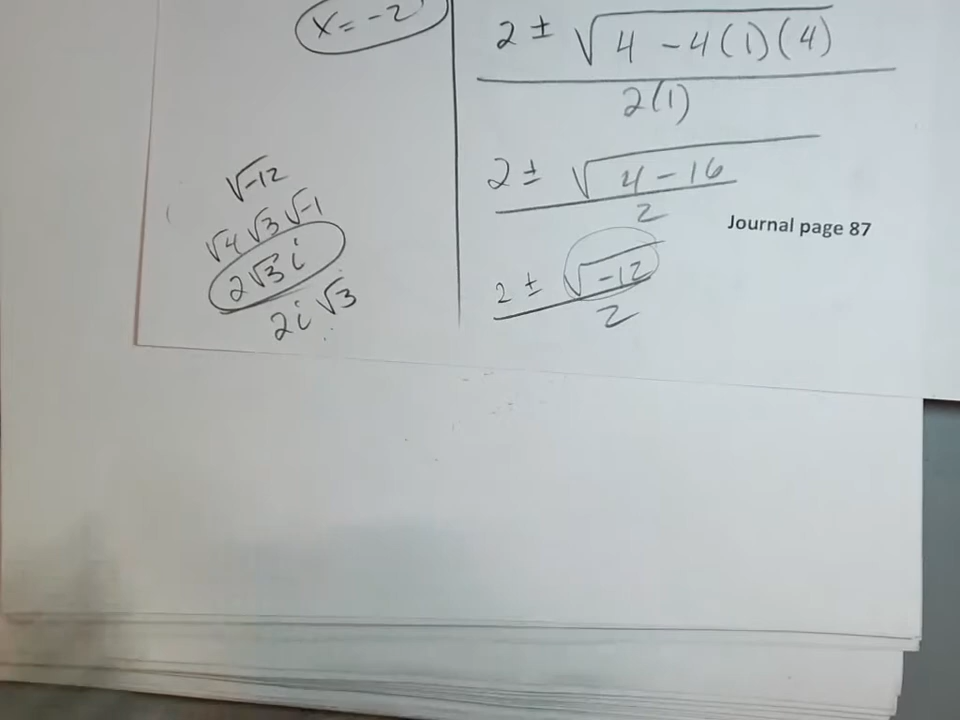 x = -2
√-12
√4 √3 √-1
2√3 i
2i √3
2 ± √4 - 4(1)(4)
2(1)
2 ± √4 - 16
2
Journal page 87
2 ± √-12
2